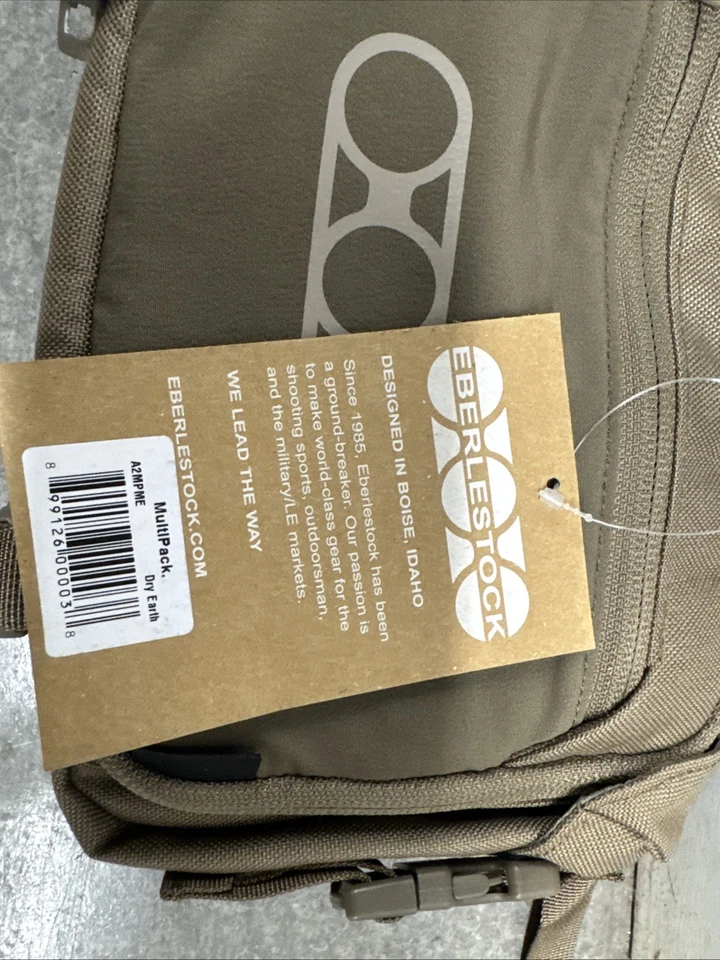 EBERLESTOCK
DESIGNED IN BOISE, IDAHO
Since 1985, Eberlestock has been
a ground-breaker. Our passion is
to make world-class gear for the
shooting sports, outdoorsman,
and the military/LE markets.
WE LEAD THE WAY
EBERLESTOCK.COM
MultiPack.
Dry Earth
A2MPME
8 99126 00003 8